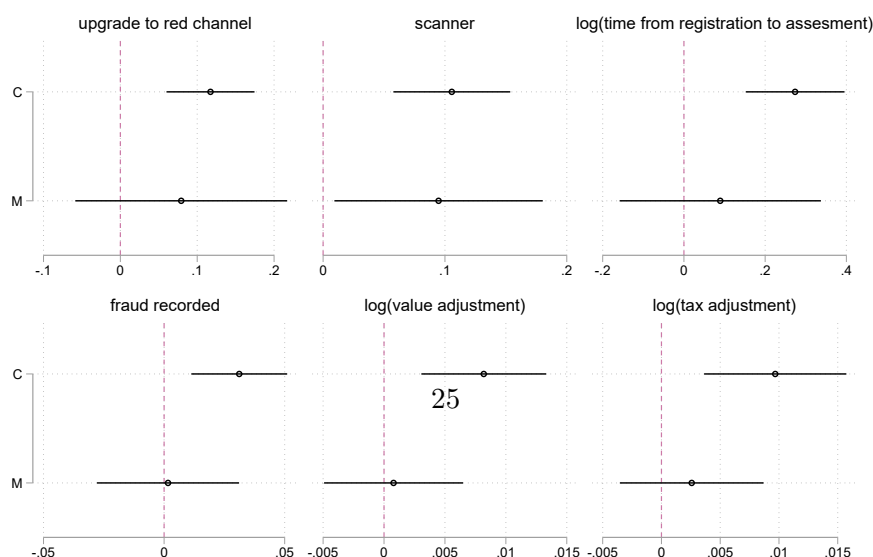 upgrade to red channel
scanner
log(time from registration to assesment)
C
M
-.1 0 .1 .2
0 .1 .2
-.2 0 .2 .4
fraud recorded
log(value adjustment)
log(tax adjustment)
C
25
M
-.05 0 .05
-.005 0 .005 .01 .015
-.005 0 .005 .01 .015